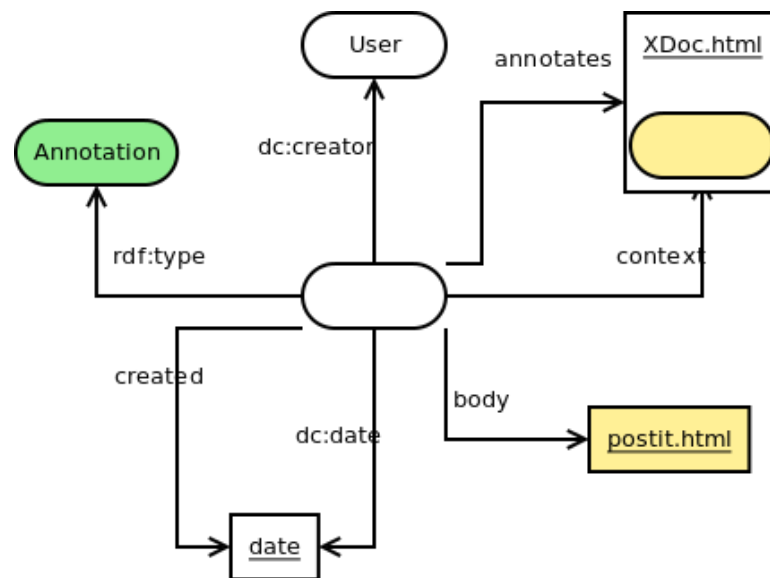 User
XDoc.html
annotates
Annotation
dc:creator
rdf:type
context
created
body
dc:date
postit.html
date